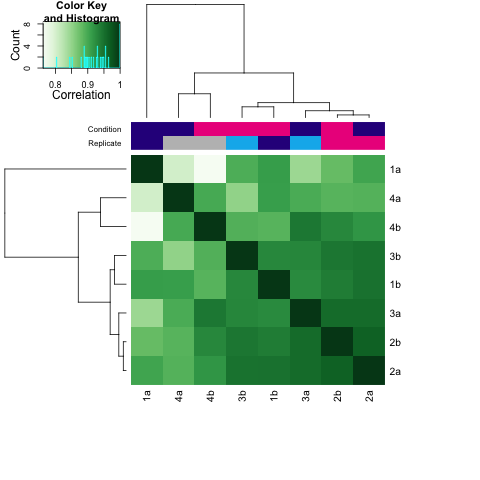 Color Key
and Histogram
Count
0
4
8
0.8
0.9
1
Correlation
Condition
Replicate
1a
4a
4b
3b
1b
3a
2b
2a
1a
4a
4b
3b
1b
3a
2b
2a